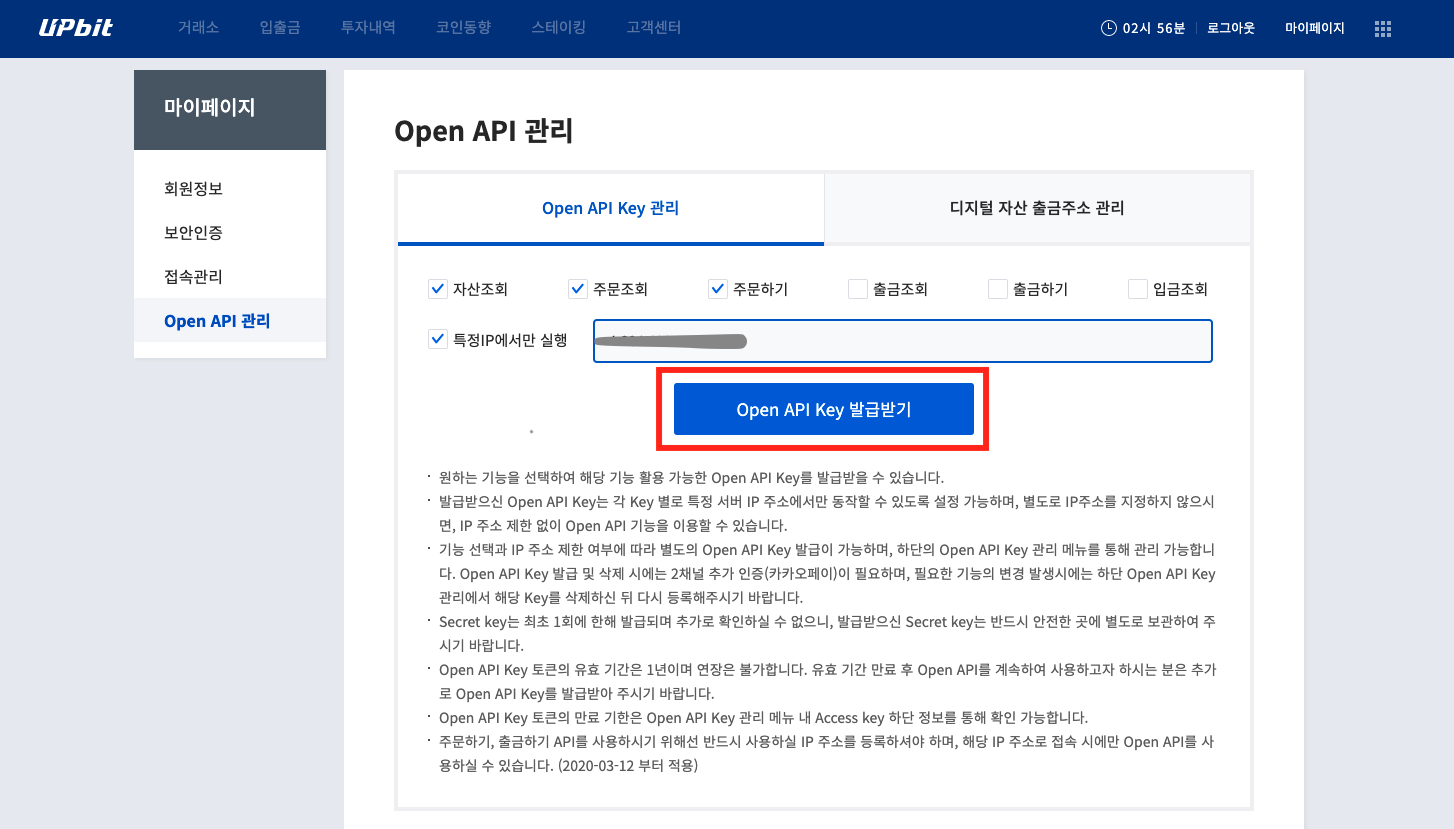 UPbit 거래소 입출금 투자내역 코인동향 스테이킹 고객센터 02시 56분 로그아웃 마이페이지
마이페이지
회원정보
보안인증
접속관리
Open API 관리
Open API 관리
Open API Key 관리 디지털 자산 출금주소 관리
자산조회 주문조회 주문하기 출금조회 출금하기 입금조회
특정IP에서만 실행
Open API Key 발급받기
· 원하는 기능을 선택하여 해당 기능 활용 가능한 Open API Key를 발급받을 수 있습니다.
· 발급받으신 Open API Key는 각 Key 별로 특정 서버 IP 주소에서만 동작할 수 있도록 설정 가능하며, 별도로 IP주소를 지정하지 않으시
면, IP 주소 제한 없이 Open API 기능을 이용할 수 있습니다.
· 기능 선택과 IP 주소 제한 여부에 따라 별도의 Open API Key 발급이 가능하며, 하단의 Open API Key 관리 메뉴를 통해 관리 가능합니
다. Open API Key 발급 및 삭제 시에는 2채널 추가 인증(카카오페이)이 필요하며, 필요한 기능의 변경 발생시에는 하단 Open API Key
관리에서 해당 Key를 삭제하신 뒤 다시 등록해주시기 바랍니다.
· Secret key는 최초 1회에 한해 발급되며 추가로 확인하실 수 없으니, 발급받으신 Secret key는 반드시 안전한 곳에 별도로 보관하여 주
시기 바랍니다.
· Open API Key 토큰의 유효 기간은 1년이며 연장은 불가합니다. 유효 기간 만료 후 Open API를 계속하여 사용하고자 하시는 분은 추가
로 Open API Key를 발급받아 주시기 바랍니다.
· Open API Key 토큰의 만료 기한은 Open API Key 관리 메뉴 내 Access key 하단 정보를 통해 확인 가능합니다.
· 주문하기, 출금하기 API를 사용하시기 위해선 반드시 사용하실 IP 주소를 등록하셔야 하며, 해당 IP 주소로 접속 시에만 Open API를 사
용하실 수 있습니다. (2020-03-12 부터 적용)